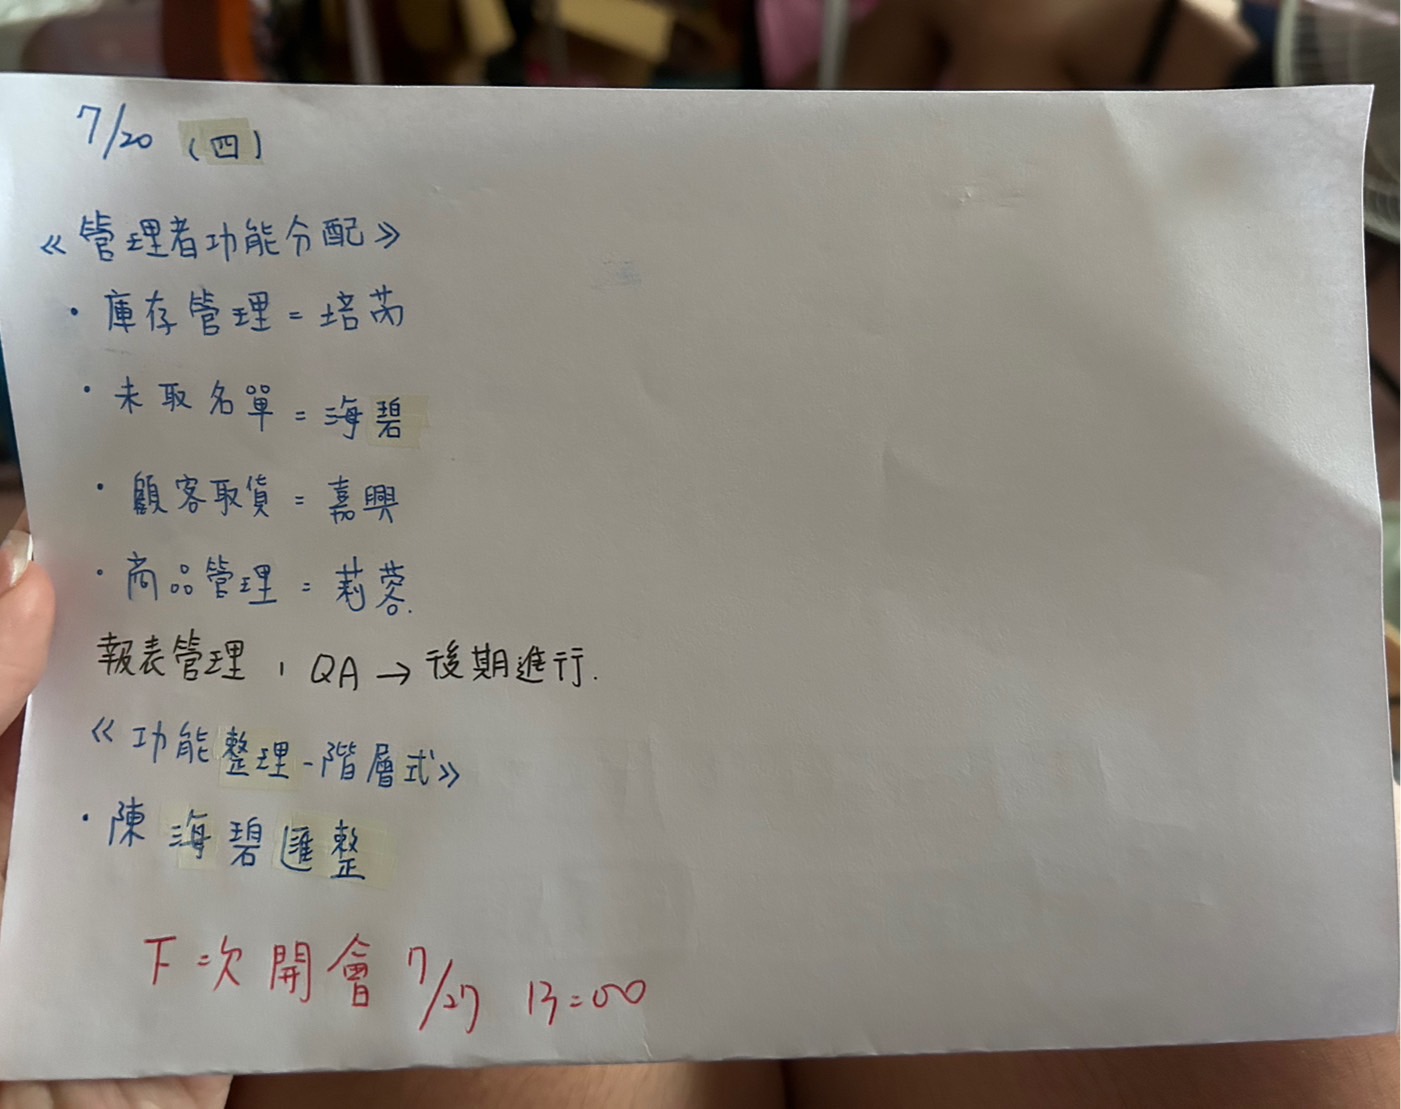 7/20 (四)
《管理者功能分配》
・庫存管理=培芮
・未取名單=海碧
・顧客取貨=嘉興
・商品管理=莉蓉.
報表管理,QA→後期進行.
《功能整理-階層式》
・陳海碧匯整
下次開會 7/27 13:00